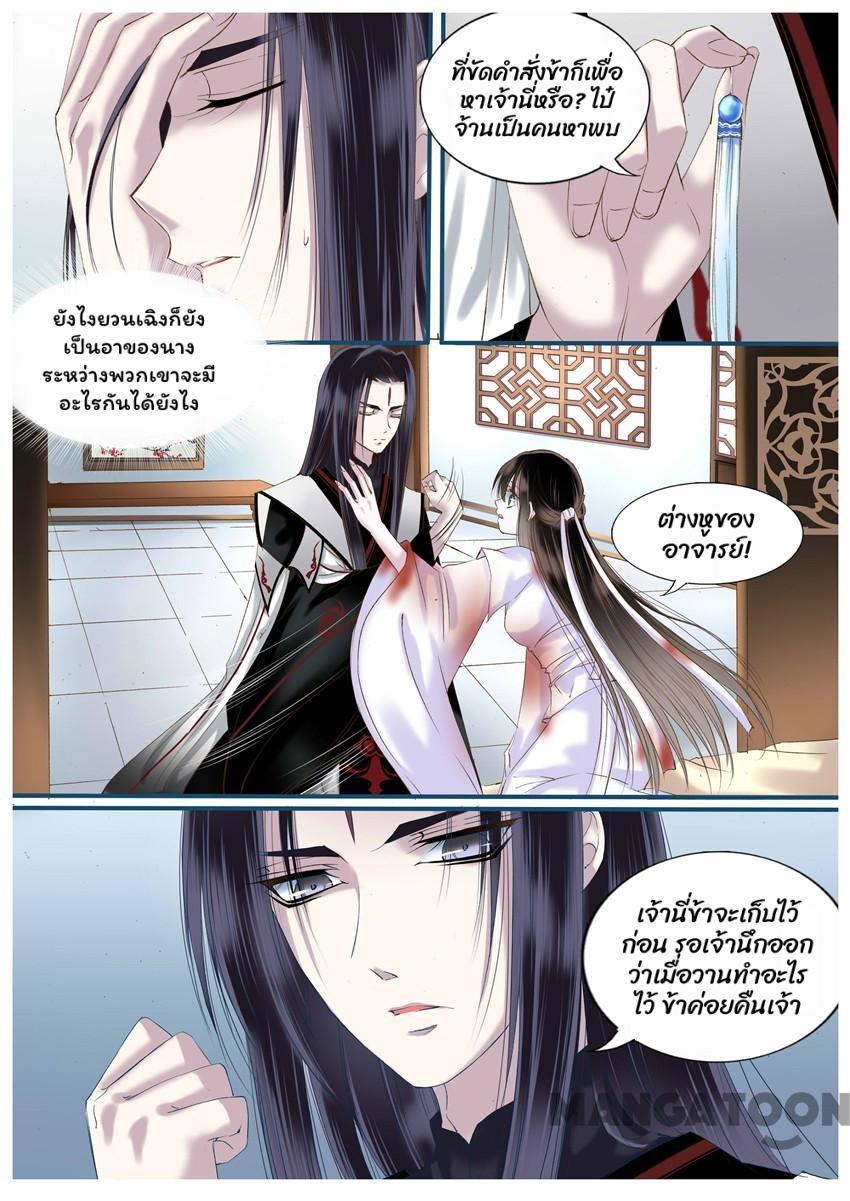 ที่ขัดคำสั่งข้าก็เพื่อ
หาเจ้านี่หรือ? ไป๋
จ้านเป็นคนหาพบ
ยังไงยวนเฉิงก็ยัง
เป็นอาของนาง
ระหว่างพวกเขาจะมี
อะไรกันได้ยังไง
ต่างหูของ
อาจารย์!
เจ้านี่ข้าจะเก็บไว้
ก่อน รอเจ้านึกออก
ว่าเมื่อวานทำอะไร
ไว้ ข้าค่อยคืนเจ้า
MANGATOON